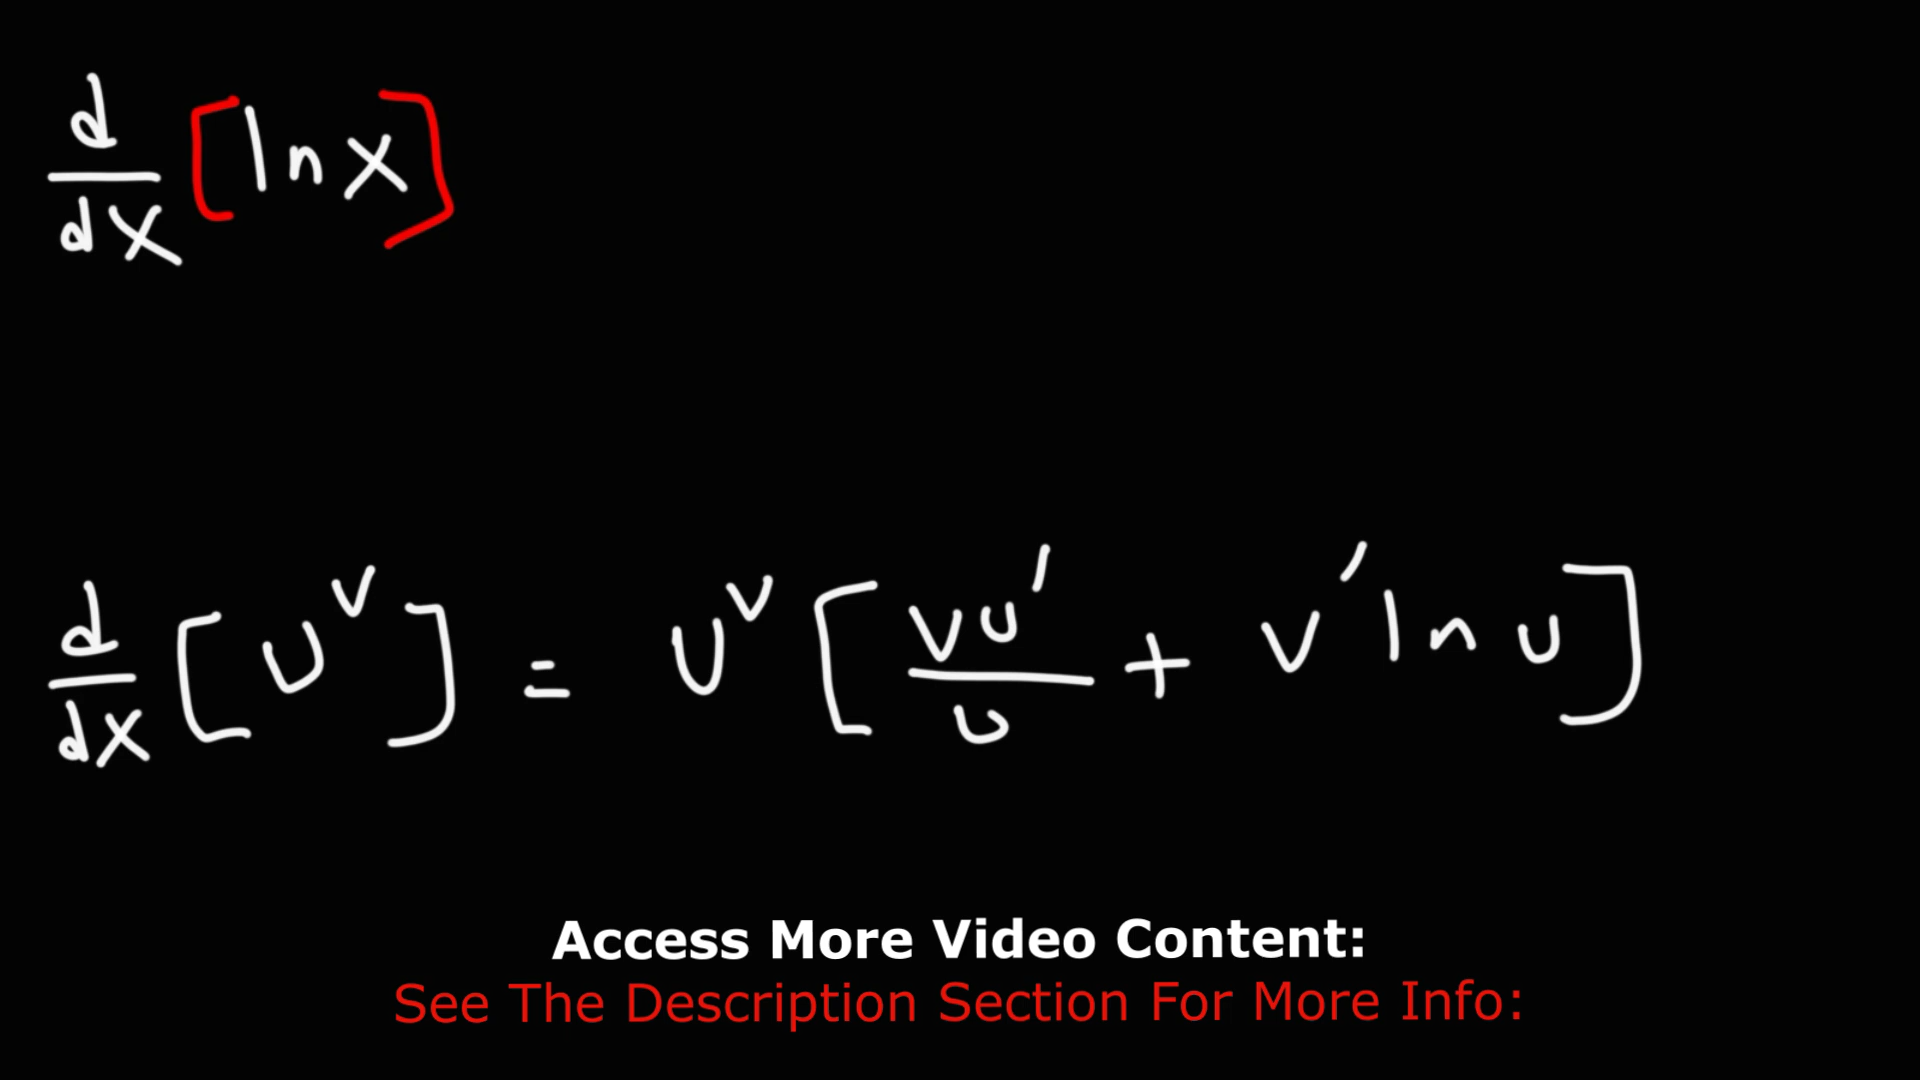 d/dx [ln x]
d/dx [u^v] = u^v [vu'/u + v' ln u]
Access More Video Content:
See The Description Section For More Info: